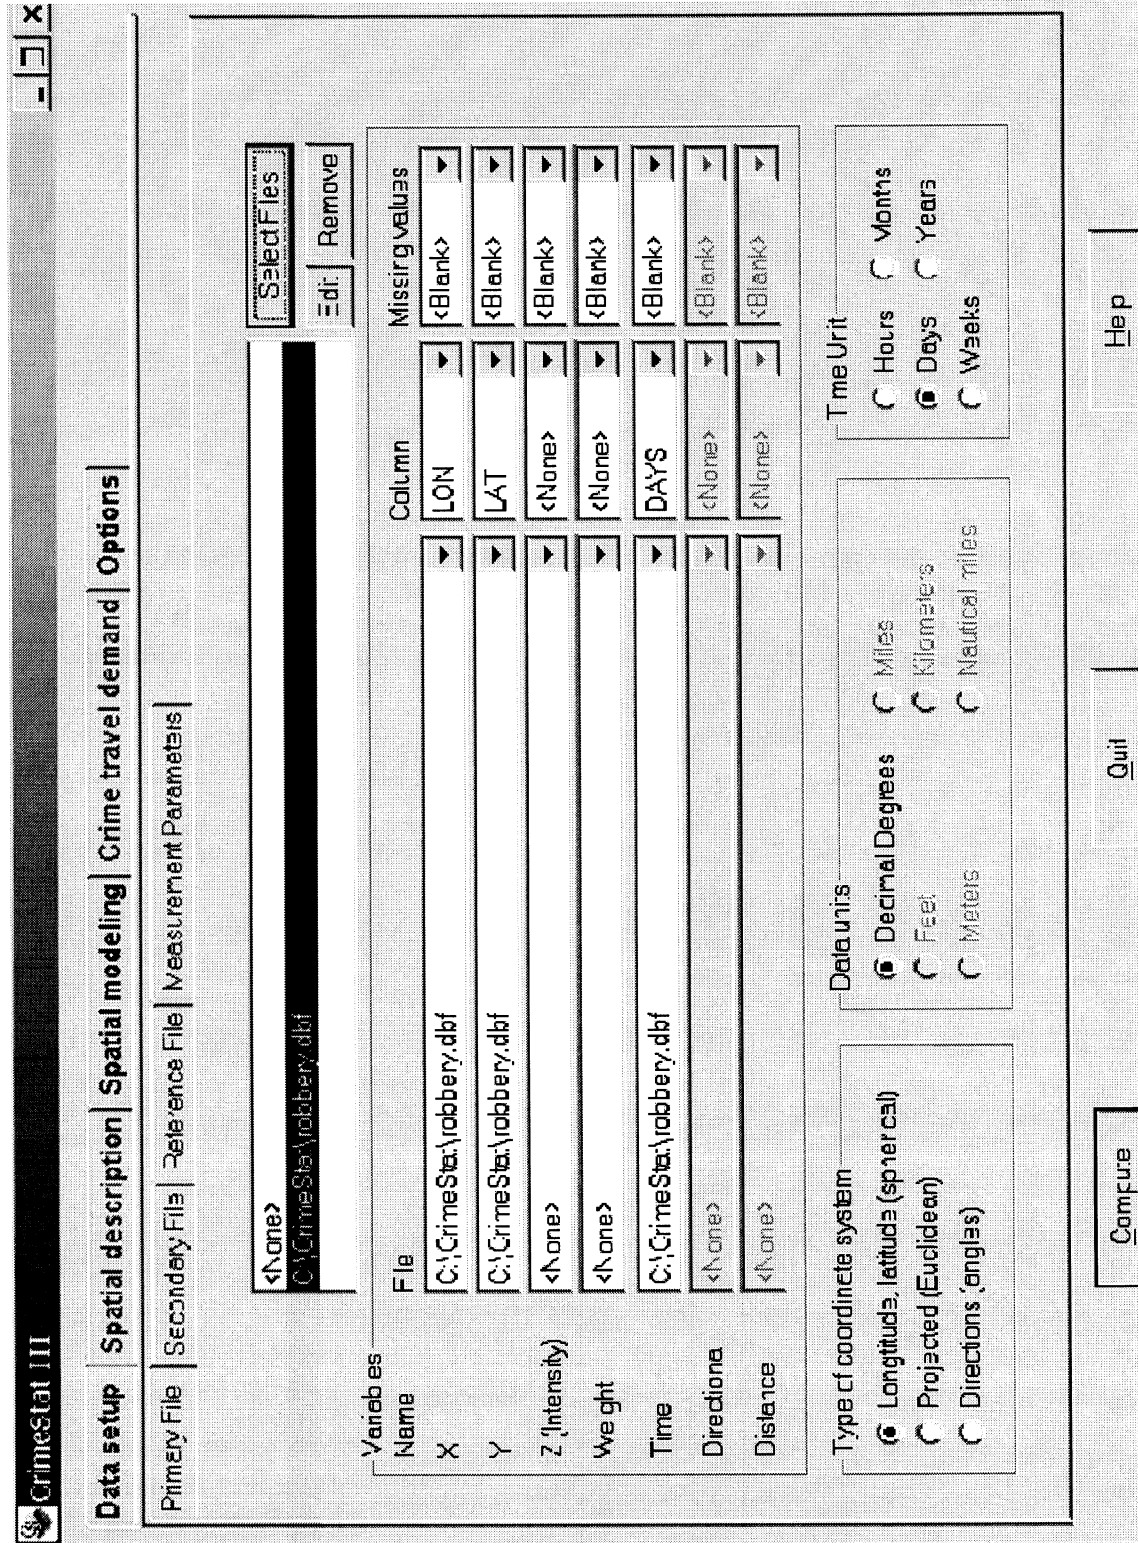 CrimeStat III
Data setup Spatial description Spatial modeling Crime travel demand Options
Primary File Secondary File Reference File Measurement Parameters
<None>
C:\CrimeStat\robbery.dbf
Select Files
Edit Remove
Variables
Name File Column Missing values
X C:\CrimeStat\robbery.dbf LON <Blank>
Y C:\CrimeStat\robbery.dbf LAT <Blank>
Z (Intensity) <None> <None> <Blank>
Weight <None> <None> <Blank>
Time C:\CrimeStat\robbery.dbf DAYS <Blank>
Directional <None> <None> <Blank>
Distance <None> <None> <Blank>
Type of coordinate system
Longtitude, latitude (spherical)
Projected (Euclidean)
Directions (angles)
Data units
Decimal Degrees Miles
Feet Kilometers
Meters Nautical miles
Time Unit
Hours Months
Days Years
Weeks
Compute Quit Help